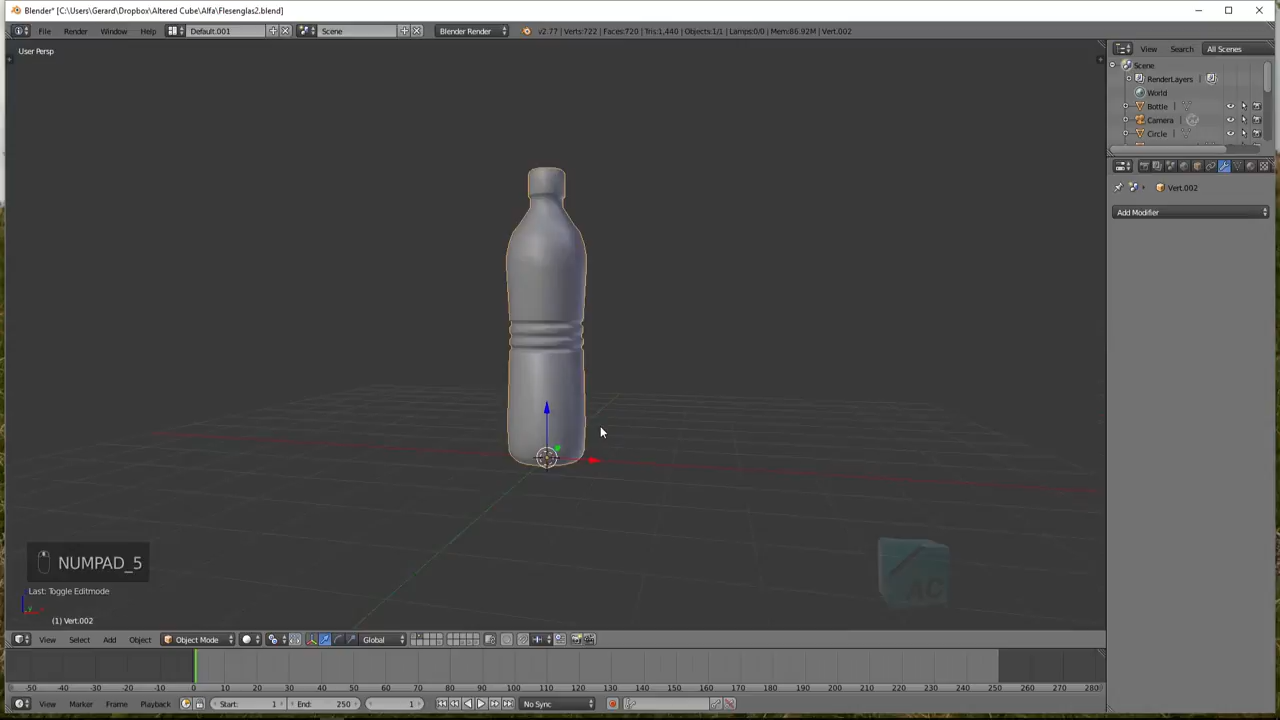 Blender* [C:\Users\Gerard\Dropbox\Altered Cube\Alfa\Flesenglas2.blend]
File Render Window Help Default.001 Scene Blender Render v2.77 | Verts:722 | Faces:720 | Tris:1,440 | Objects:1/1 | Lamps:0/0 | Mem:86.92M | Vert.002
User Persp
View Search All Scenes
Scene
RenderLayers
World
Bottle
Camera
Circle
Vert.002
Add Modifier
NUMPAD_5
Last: Toggle Editmode
(1) Vert.002
AC
View Select Add Object Object Mode Global
-50 -40 -30 -20 -10 0 10 20 30 40 50 60 70 80 90 100 110 120 130 140 150 160 170 180 190 200 210 220 230 240 250 260 270 280
View Marker Frame Playback Start: 1 End: 250 1 No Sync